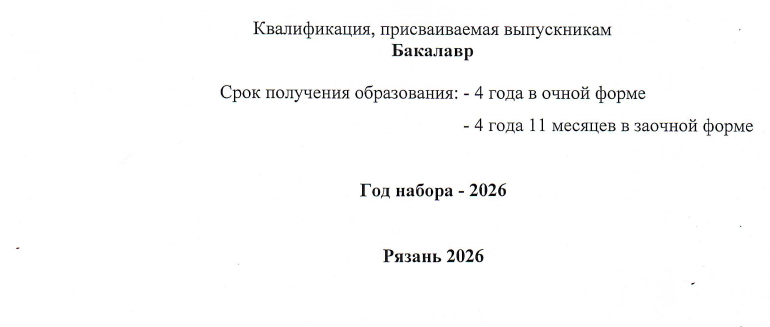 Квалификация, присваиваемая выпускникам
Бакалавр
Срок получения образования: - 4 года в очной форме
- 4 года 11 месяцев в заочной форме
Год набора - 2026
Рязань 2026